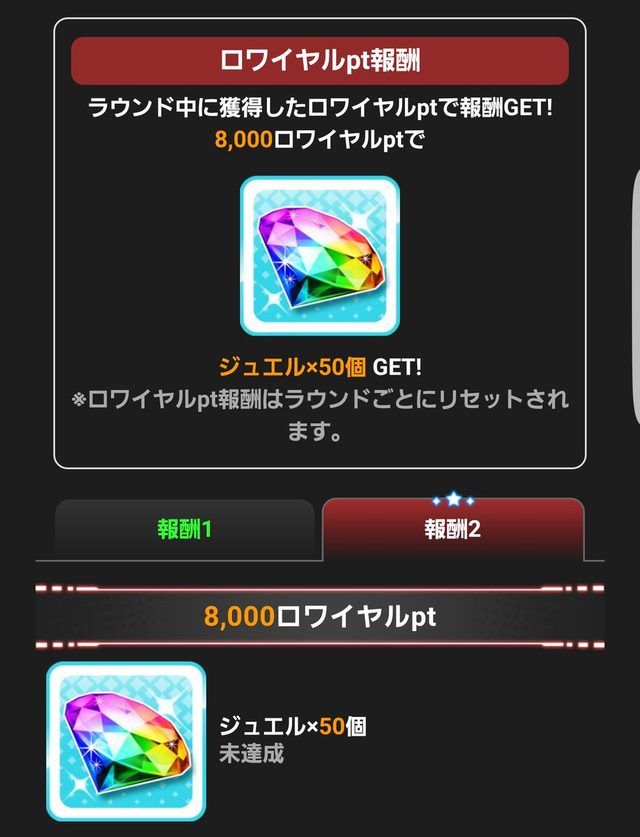 ロワイヤルpt報酬
ラウンド中に獲得したロワイヤルptで報酬GET!
8,000ロワイヤルptで
ジュエル×50個 GET!
※ロワイヤルpt報酬はラウンドごとにリセットされ
ます。
報酬1
報酬2
8,000ロワイヤルpt
ジュエル×50個
未達成